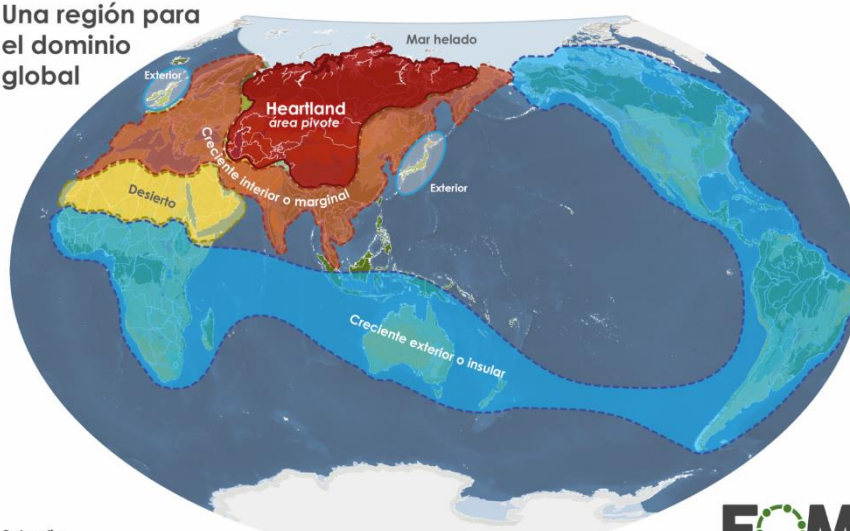 Una región para
el dominio
global
Mar helado
Exterior
Heartland
área pivote
Creciente interior o marginal
Desierto
Exterior
Creciente exterior o insular
EOM